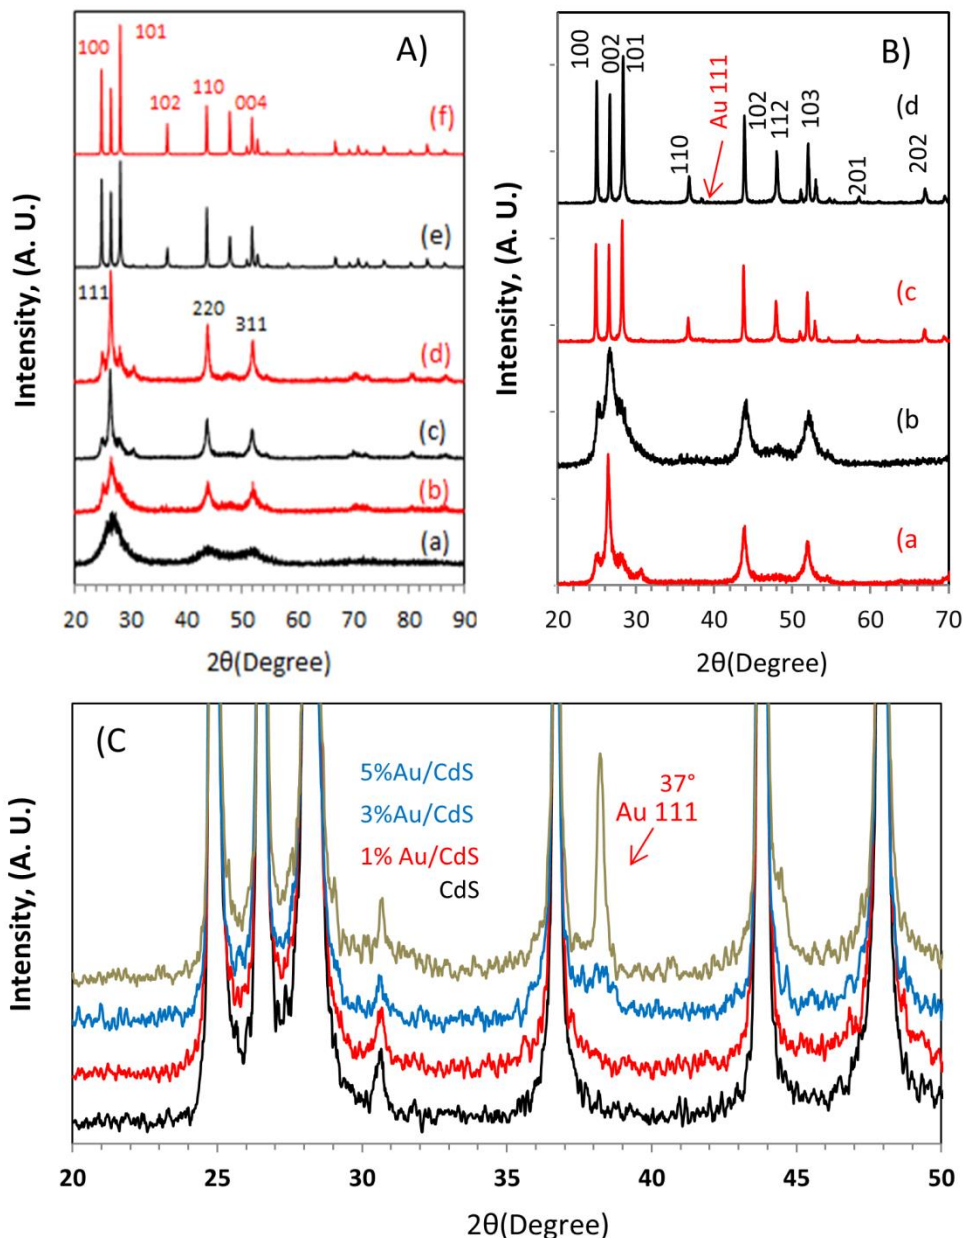 A)
101
100
110
102
004
(f)
(e)
111
220
311
(d)
(c)
(b)
(a)
Intensity, (A. U.)
20 30 40 50 60 70 80 90
2θ(Degree)
B)
100
002
101
Au 111
110
102
112
103
201
202
(d
(c
(b
(a
Intensity, (A. U.)
20 30 40 50 60 70
2θ(Degree)
(C
5%Au/CdS
3%Au/CdS
1% Au/CdS
CdS
37°
Au 111
Intensity, (A. U.)
20 25 30 35 40 45 50
2θ(Degree)